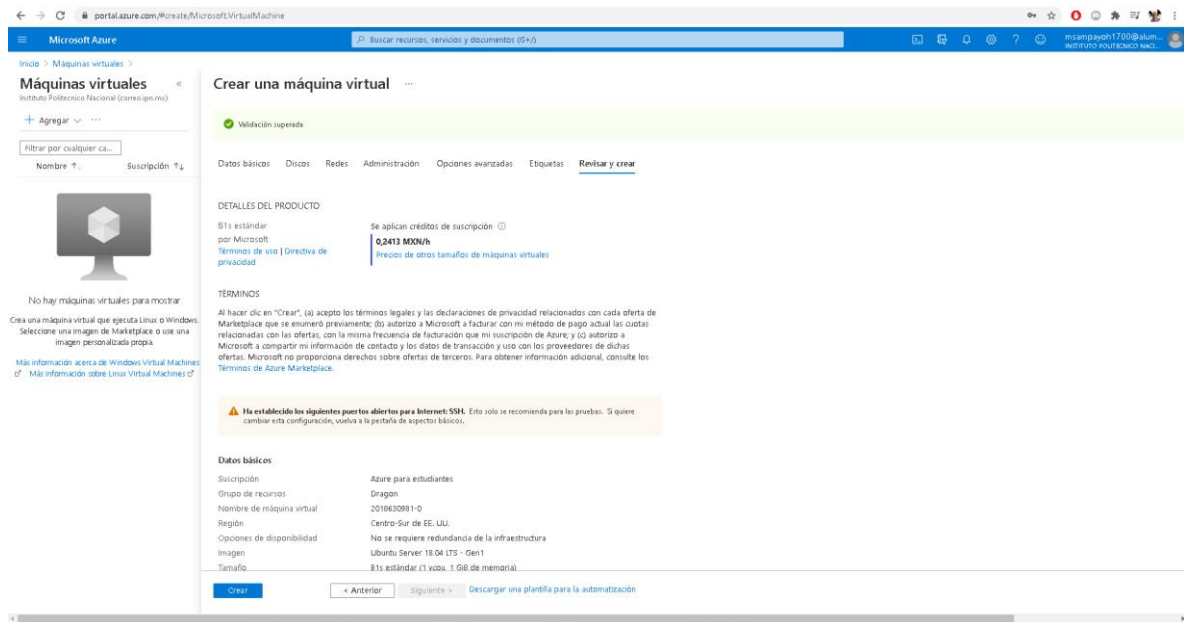 portal.azure.com/#create/Microsoft.VirtualMachine
Microsoft Azure
Buscar recursos, servicios y documentos (G+/)
msampayoh1700@alum...
INSTITUTO POLITECNICO NACI...
Inicio > Máquinas virtuales >
Máquinas virtuales «
Instituto Politecnico Nacional (correo.ipn.mx)
+ Agregar ...
Filtrar por cualquier ca...
Nombre ↑↓ Suscripción ↑↓
No hay máquinas virtuales para mostrar
Crea una máquina virtual que ejecuta Linux o Windows.
Seleccione una imagen de Marketplace o use una
imagen personalizada propia.
Más información acerca de Windows Virtual Machines
Más información sobre Linux Virtual Machines
Crear una máquina virtual ...
Validación superada
Datos básicos Discos Redes Administración Opciones avanzadas Etiquetas Revisar y crear
DETALLES DEL PRODUCTO
B1s estándar
por Microsoft
Términos de uso | Directiva de
privacidad
Se aplican créditos de suscripción
0,2413 MXN/h
Precios de otros tamaños de máquinas virtuales
TÉRMINOS
Al hacer clic en "Crear", (a) acepto los términos legales y las declaraciones de privacidad relacionados con cada oferta de
Marketplace que se enumeró previamente; (b) autorizo a Microsoft a facturar con mi método de pago actual las cuotas
relacionadas con las ofertas, con la misma frecuencia de facturación que mi suscripción de Azure; y (c) autorizo a
Microsoft a compartir mi información de contacto y los datos de transacción y uso con los proveedores de dichas
ofertas. Microsoft no proporciona derechos sobre ofertas de terceros. Para obtener información adicional, consulte los
Términos de Azure Marketplace.
Ha establecido los siguientes puertos abiertos para Internet: SSH. Esto solo se recomienda para las pruebas. Si quiere
cambiar esta configuración, vuelva a la pestaña de aspectos básicos.
Datos básicos
Suscripción Azure para estudiantes
Grupo de recursos Dragon
Nombre de máquina virtual 2018630981-0
Región Centro-Sur de EE. UU.
Opciones de disponibilidad No se requiere redundancia de la infraestructura
Imagen Ubuntu Server 18.04 LTS - Gen1
Tamaño B1s estándar (1 vcpu, 1 GiB de memoria)
Crear < Anterior Siguiente > Descargar una plantilla para la automatización